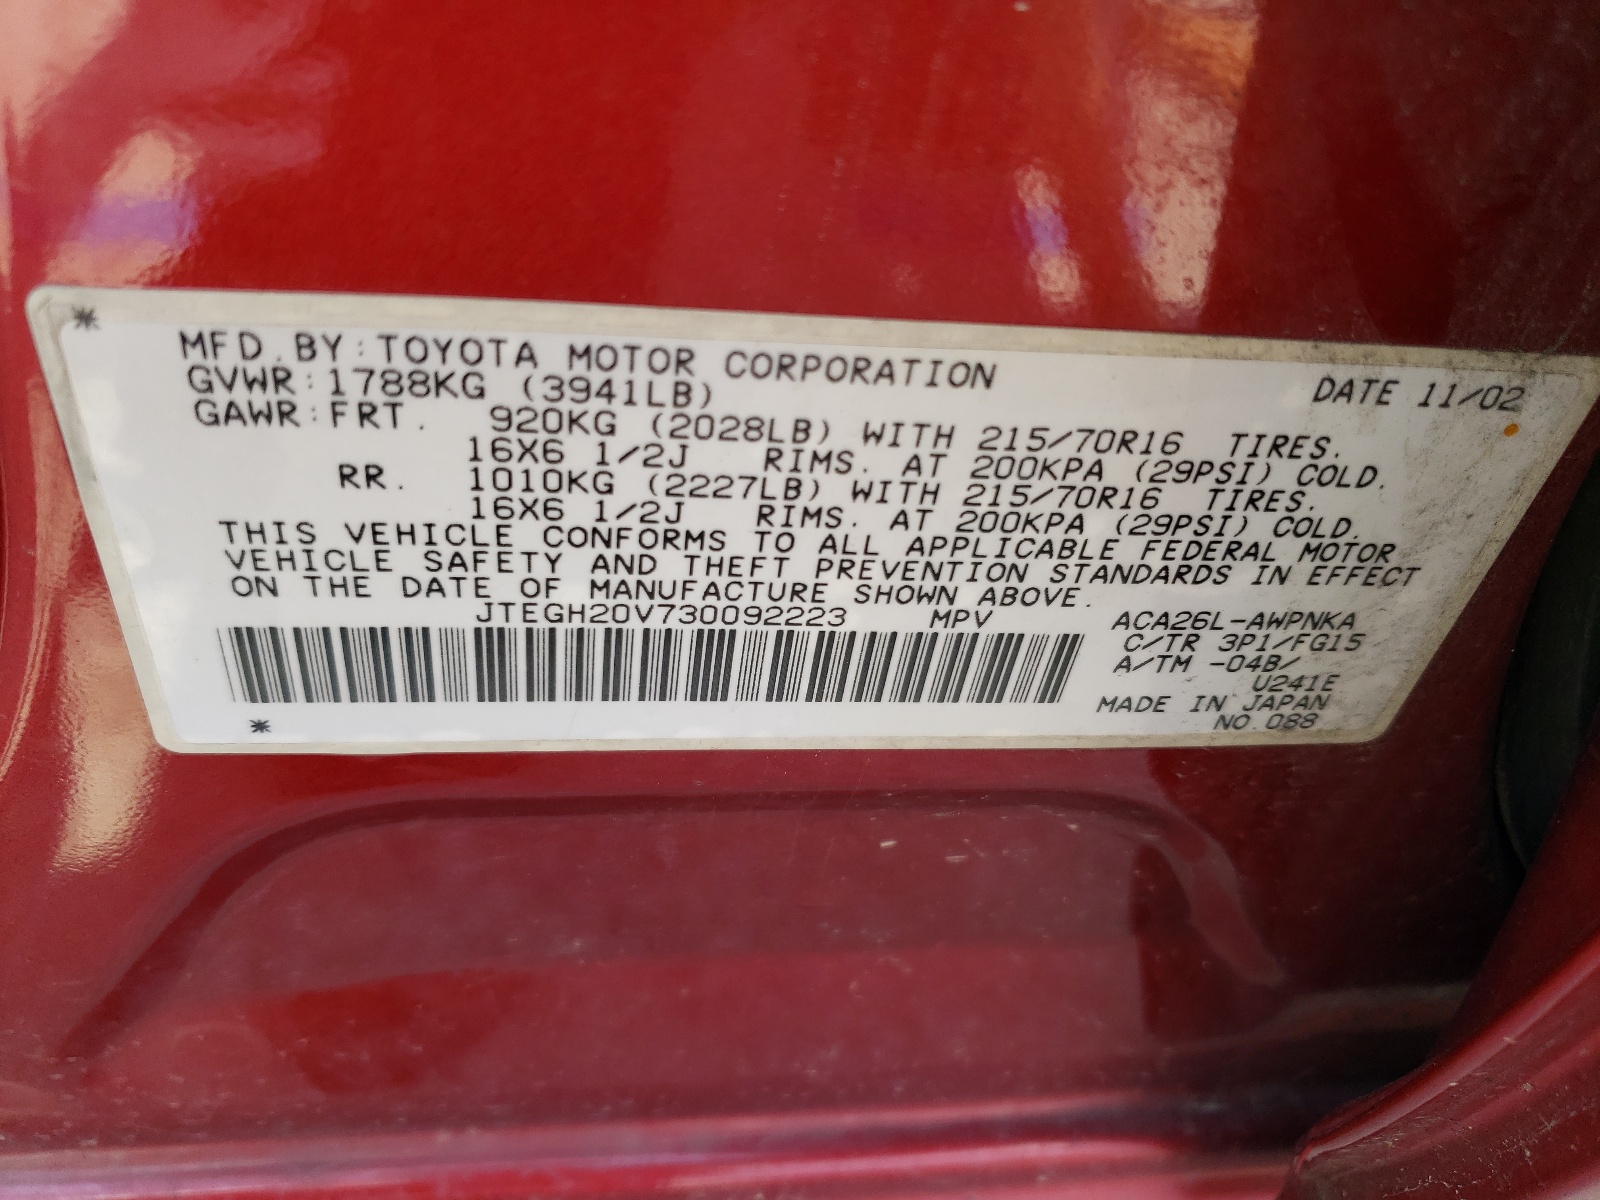 MFD.BY:TOYOTA MOTOR CORPORATION DATE 11/02
GVWR:1788KG (3941LB)
GAWR:FRT. 920KG (2028LB) WITH 215/70R16 TIRES.
16X6 1/2J RIMS. AT 200KPA (29PSI) COLD.
RR. 1010KG (2227LB) WITH 215/70R16 TIRES.
16X6 1/2J RIMS. AT 200KPA (29PSI) COLD.
THIS VEHICLE CONFORMS TO ALL APPLICABLE FEDERAL MOTOR
VEHICLE SAFETY AND THEFT PREVENTION STANDARDS IN EFFECT
ON THE DATE OF MANUFACTURE SHOWN ABOVE.
JTEGH20V730092223 MPV ACA26L-AWPNKA
C/TR 3P1/FG15
A/TM -04B/
U241E
MADE IN JAPAN
NO.088